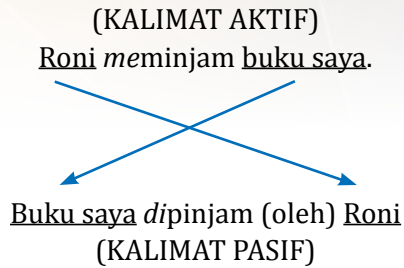 (KALIMAT AKTIF)
Roni meminjam buku saya.
Buku saya dipinjam (oleh) Roni
(KALIMAT PASIF)